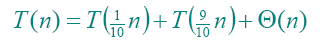 T(n) = T(1/10 n) + T(9/10 n) + Θ(n)